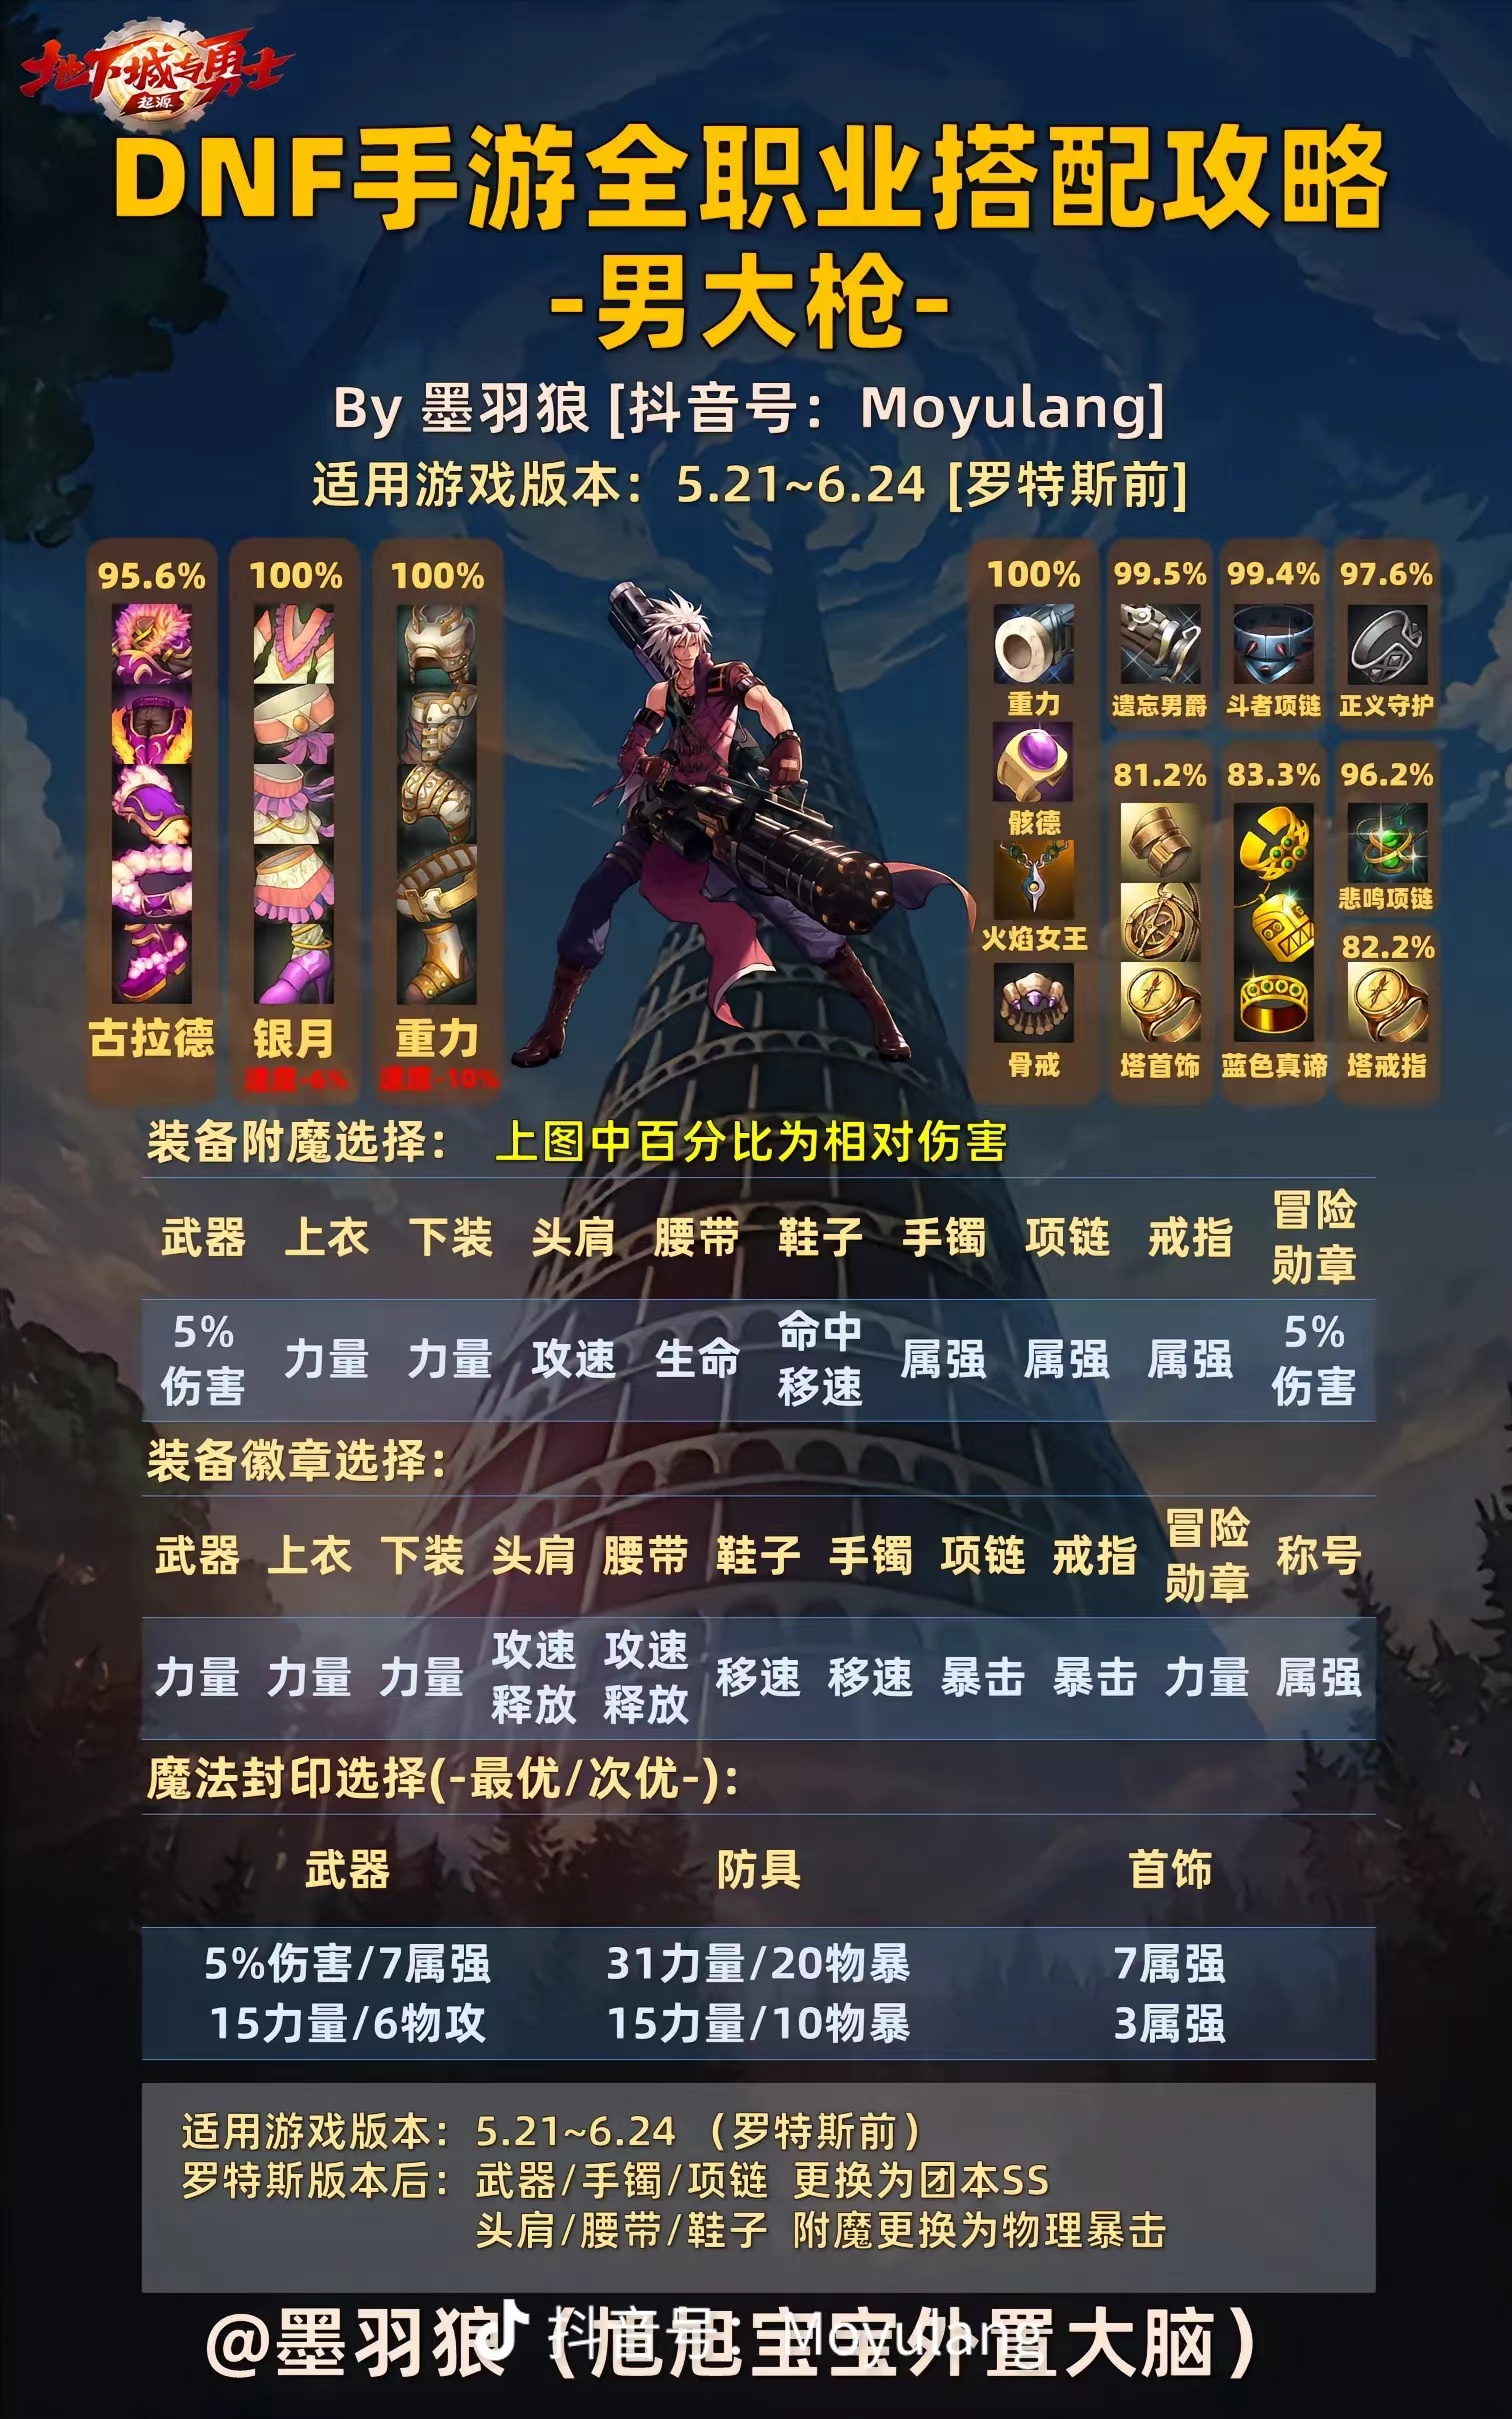 地下城与勇士
起源
DNF手游全职业搭配攻略
-男大枪-
By 墨羽狼 [抖音号：Moyulang]
适用游戏版本：5.21~6.24 [罗特斯前]
95.6% 100% 100%
古拉德 银月 重力
速度-6% 速度-10%
100% 99.5% 99.4% 97.6%
重力 遗忘男爵 斗者项链 正义守护
81.2% 83.3% 96.2%
骸德
悲鸣项链
火焰女王
82.2%
骨戒 塔首饰 蓝色真谛 塔戒指
装备附魔选择： 上图中百分比为相对伤害
武器 上衣 下装 头肩 腰带 鞋子 手镯 项链 戒指 冒险勋章
5%伤害 力量 力量 攻速 生命 命中移速 属强 属强 属强 5%伤害
装备徽章选择：
武器 上衣 下装 头肩 腰带 鞋子 手镯 项链 戒指 冒险勋章 称号
力量 力量 力量 攻速释放 攻速释放 移速 移速 暴击 暴击 力量 属强
魔法封印选择(-最优/次优-)：
武器 防具 首饰
5%伤害/7属强 31力量/20物暴 7属强
15力量/6物攻 15力量/10物暴 3属强
适用游戏版本：5.21~6.24 （罗特斯前）
罗特斯版本后：武器/手镯/项链 更换为团本SS
头肩/腰带/鞋子 附魔更换为物理暴击
@墨羽狼（旭旭宝宝外置大脑）
抖音号：Moyulang